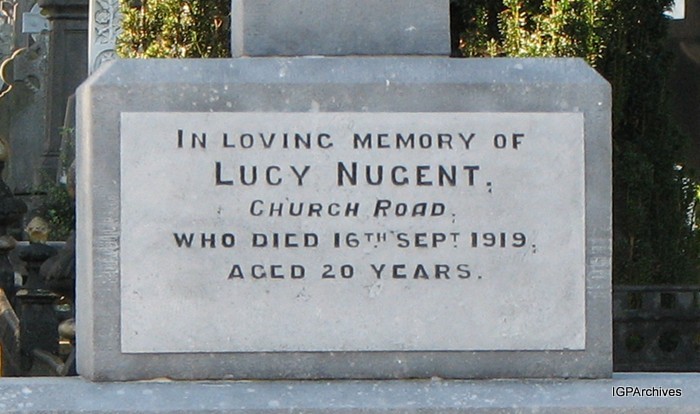 IN LOVING MEMORY OF
LUCY NUGENT,
CHURCH ROAD,
WHO DIED 16TH SEPT 1919,
AGED 20 YEARS.
IGPArchives